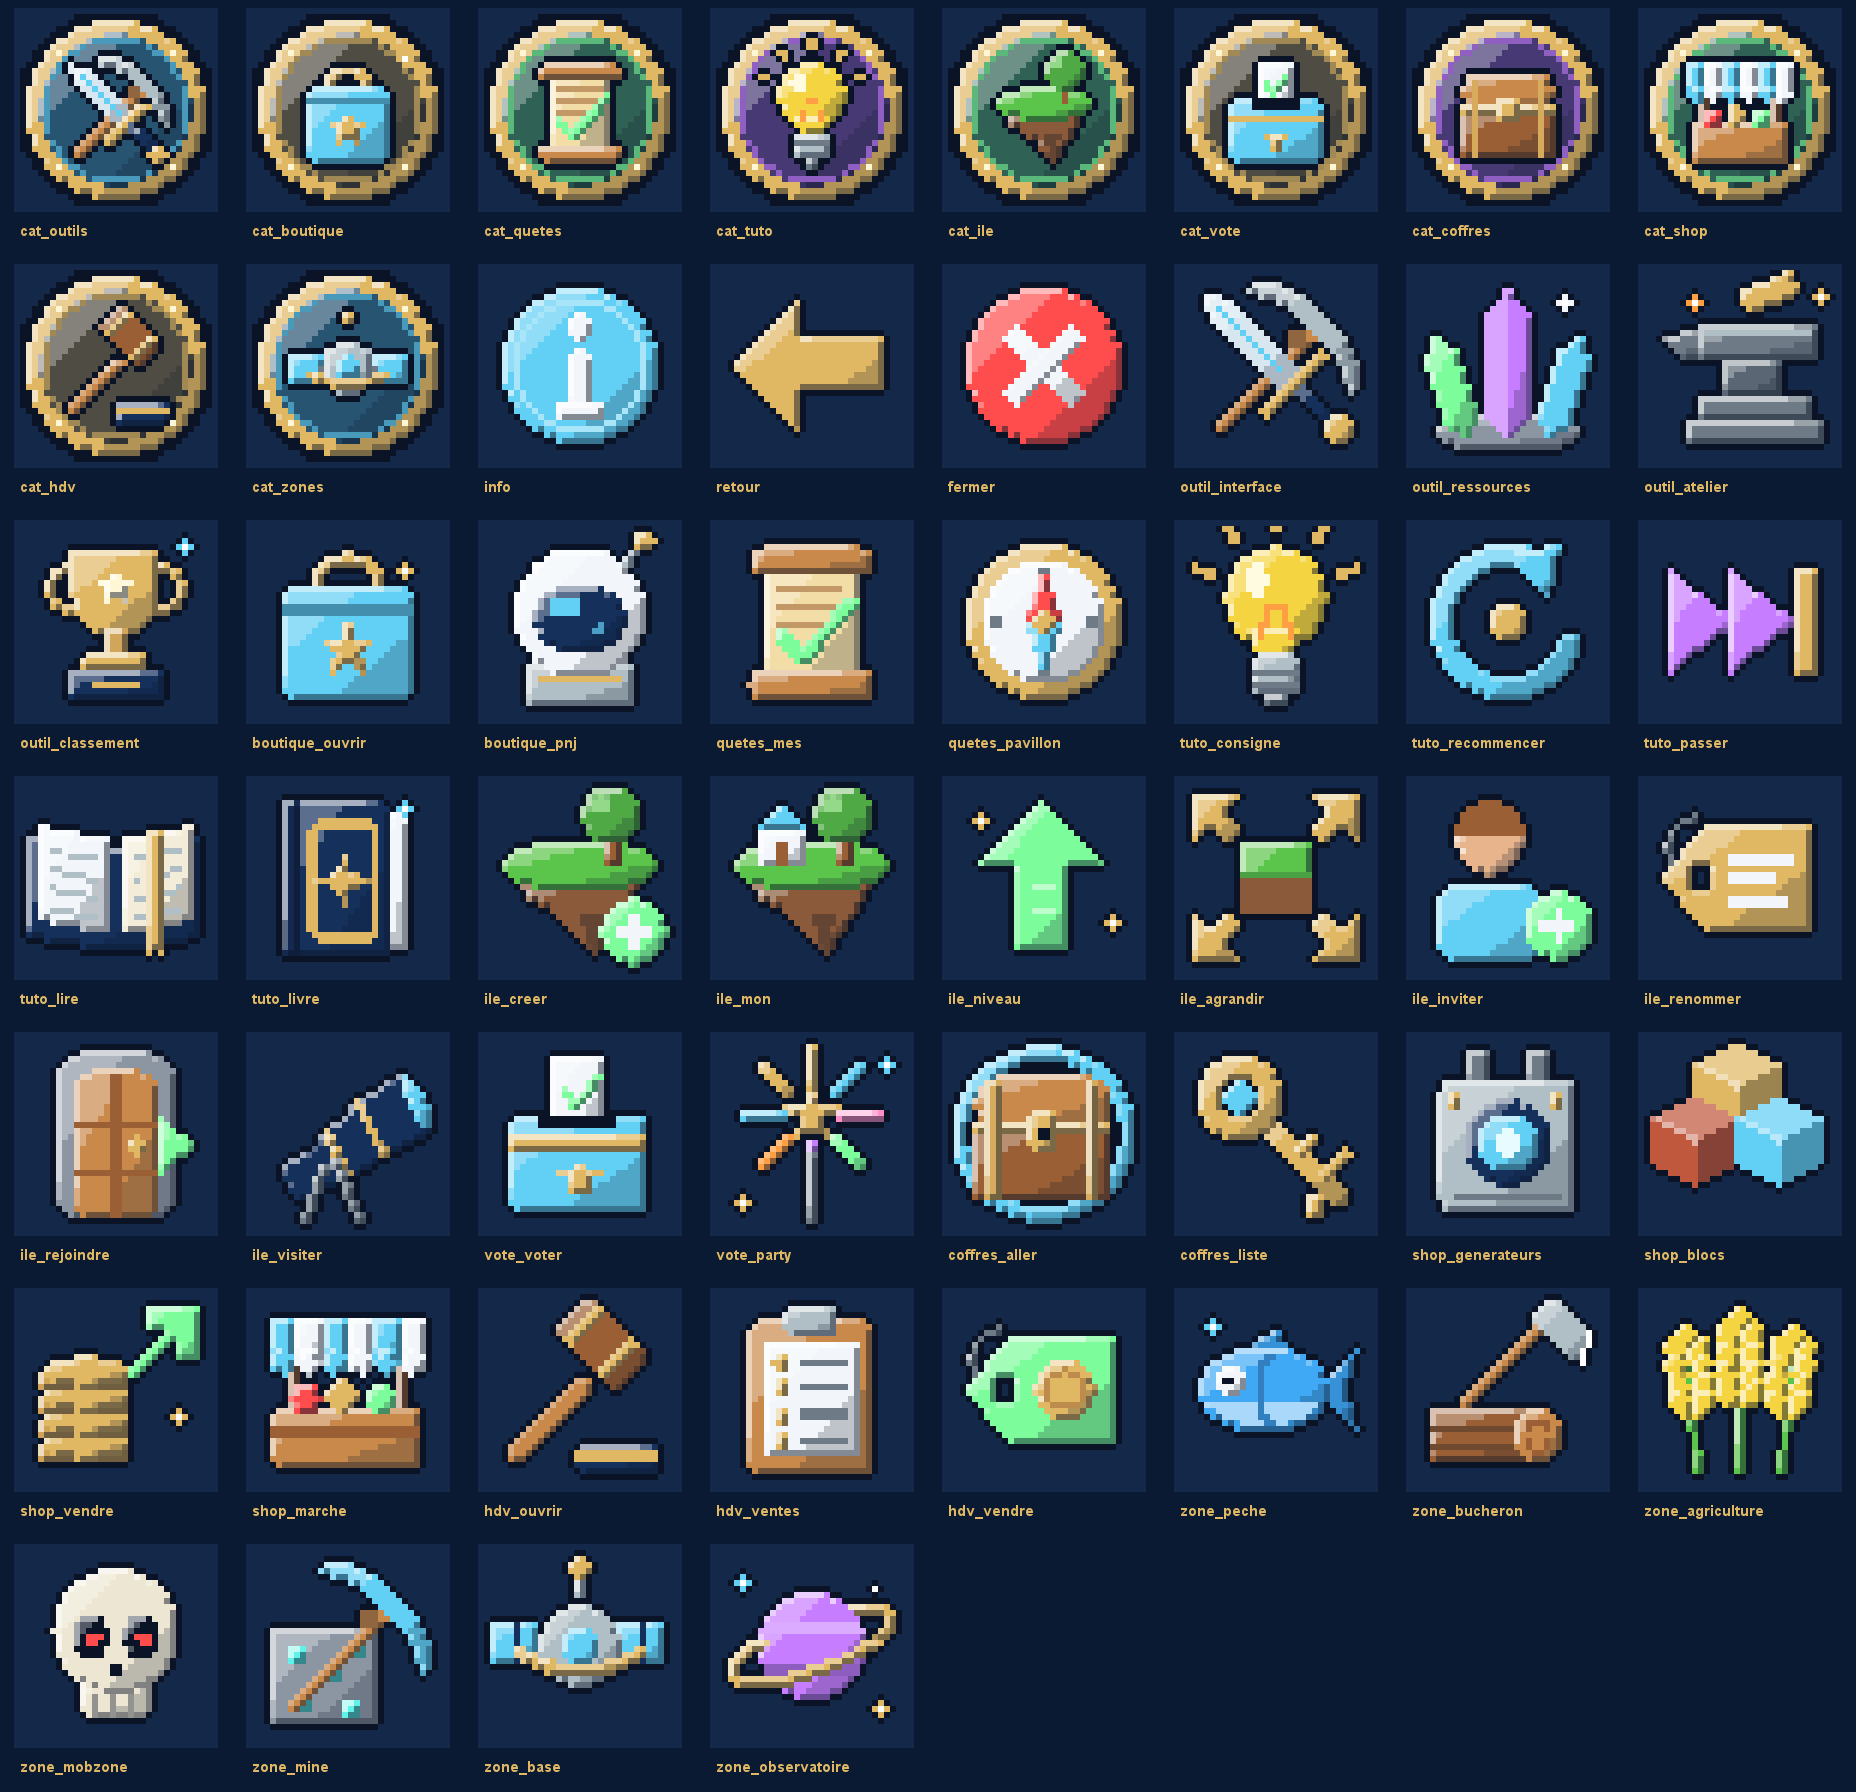 cat_outils cat_boutique cat_quetes cat_tuto cat_ile cat_vote cat_coffres cat_shop
cat_hdv cat_zones info retour fermer outil_interface outil_ressources outil_atelier
outil_classement boutique_ouvrir boutique_pnj quetes_mes quetes_pavillon tuto_consigne tuto_recommencer tuto_passer
tuto_lire tuto_livre ile_creer ile_mon ile_niveau ile_agrandir ile_inviter ile_renommer
ile_rejoindre ile_visiter vote_voter vote_party coffres_aller coffres_liste shop_generateurs shop_blocs
shop_vendre shop_marche hdv_ouvrir hdv_ventes hdv_vendre zone_peche zone_bucheron zone_agriculture
zone_mobzone zone_mine zone_base zone_observatoire